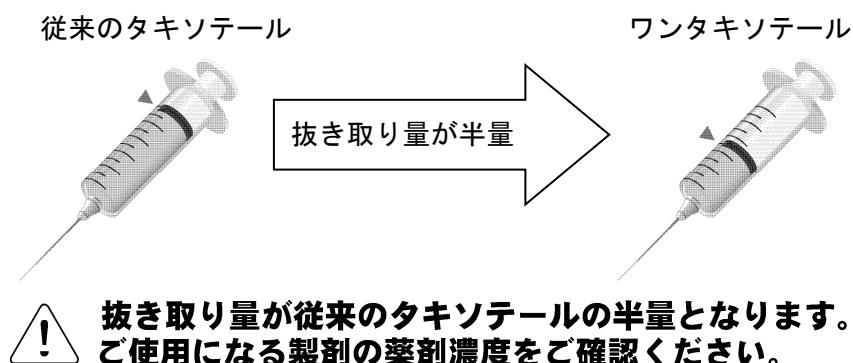 従来のタキソテール
ワンタキソテール
抜き取り量が半量
抜き取り量が従来のタキソテールの半量となります。
ご使用になる製剤の薬剤濃度をご確認ください。